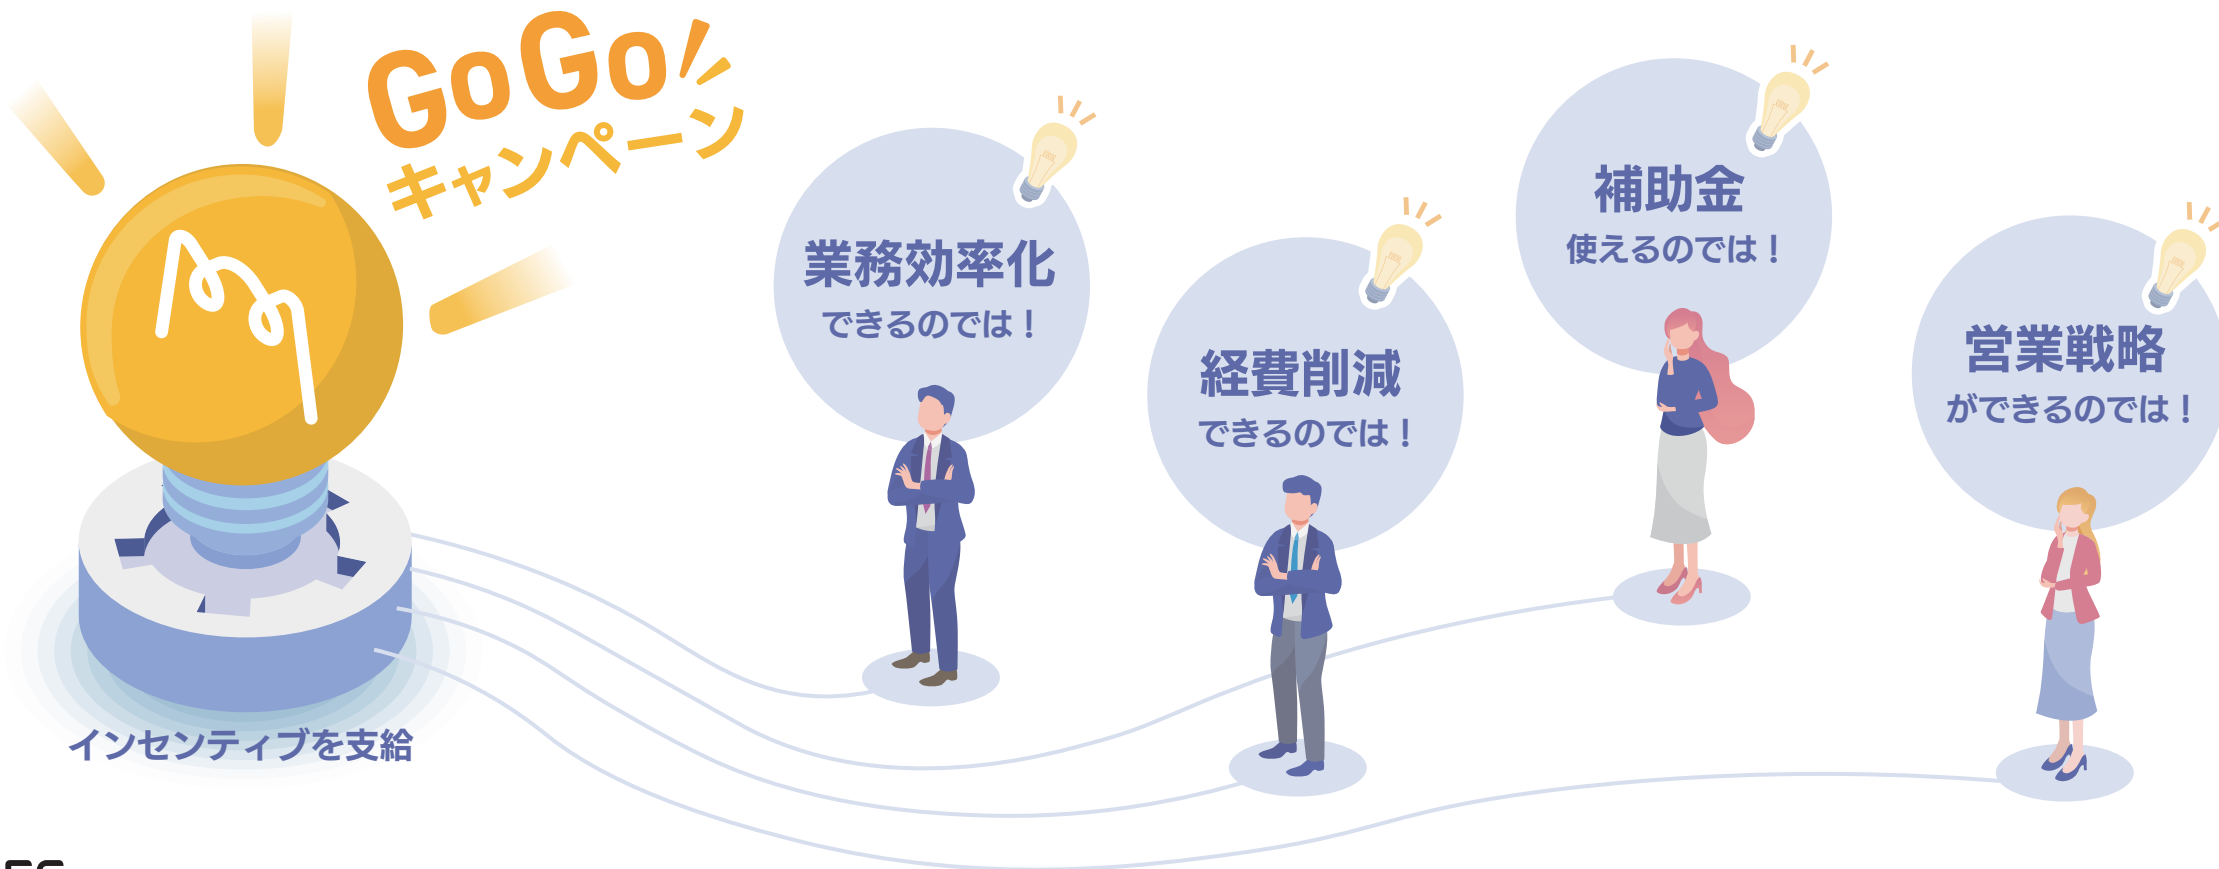 GoGo!
キャンペーン
業務効率化
できるのでは！
経費削減
できるのでは！
補助金
使えるのでは！
営業戦略
ができるのでは！
インセンティブを支給